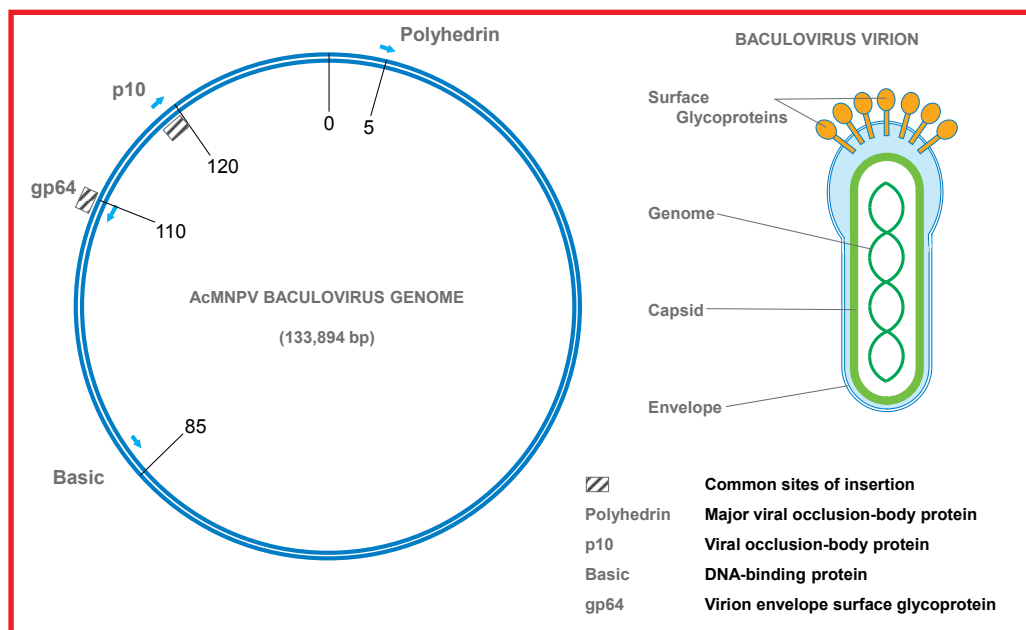 Polyhedrin
p10
0
5
120
gp64
110
AcMNPV BACULOVIRUS GENOME
(133,894 bp)
85
Basic
BACULOVIRUS VIRION
Surface
Glycoproteins
Genome
Capsid
Envelope
Common sites of insertion
Polyhedrin Major viral occlusion-body protein
p10 Viral occlusion-body protein
Basic DNA-binding protein
gp64 Virion envelope surface glycoprotein